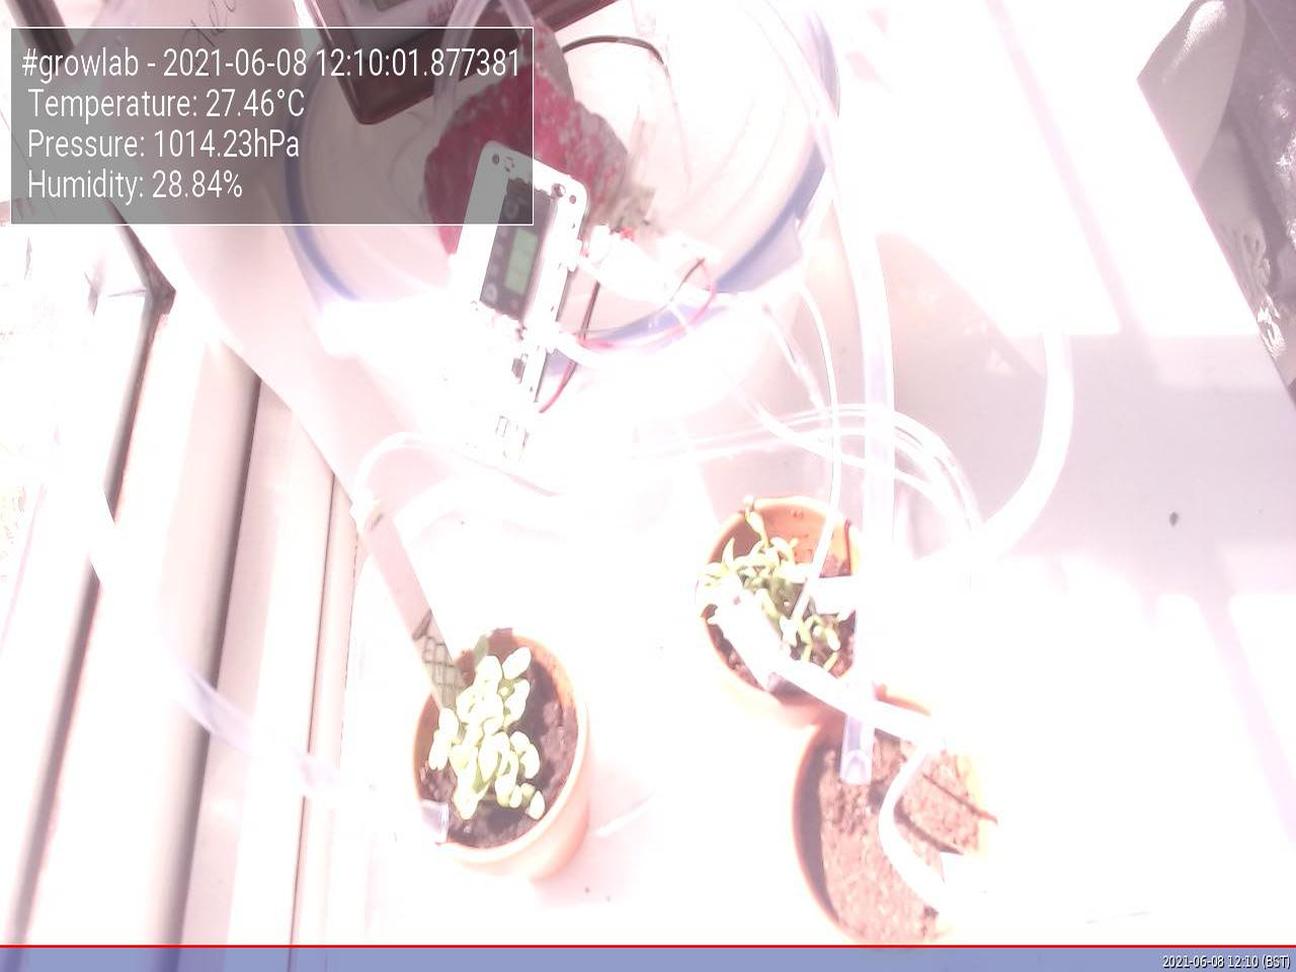 #growlab - 2021-06-08 12:10:01.877381
Temperature: 27.46°C
Pressure: 1014.23hPa
Humidity: 28.84%
2021-06-08 12:10 (BST)